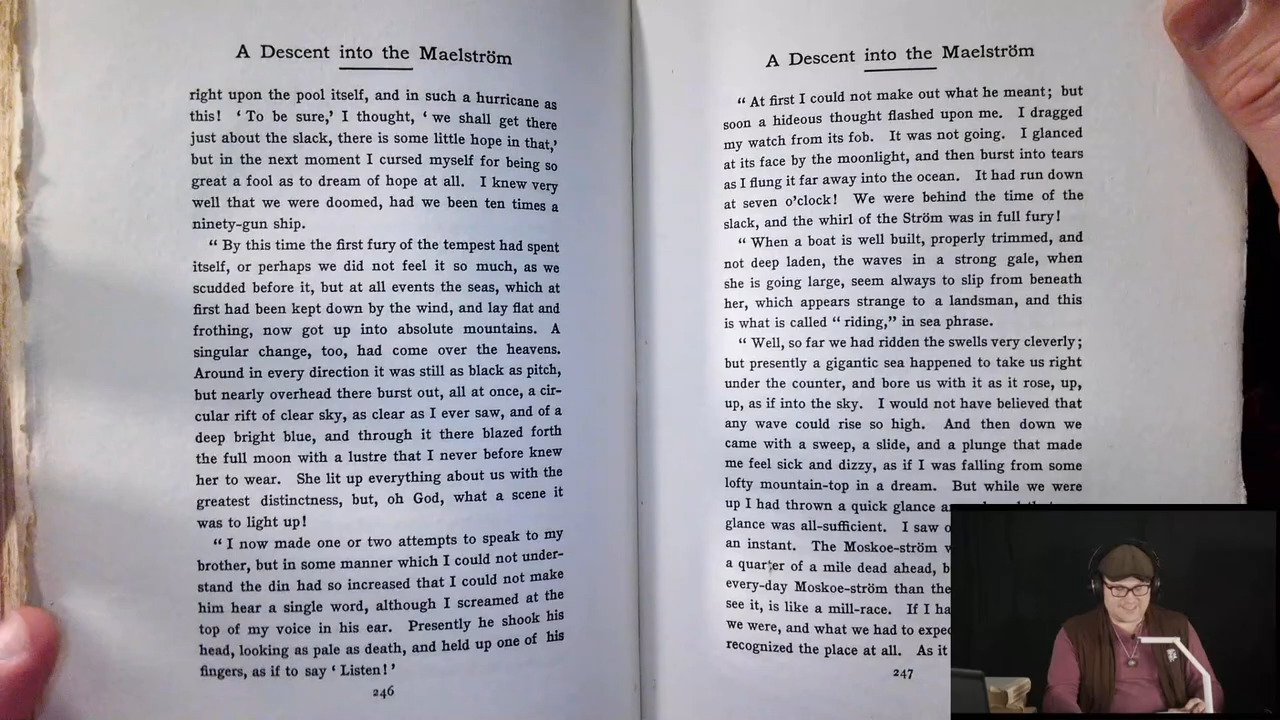 A Descent into the Maelström
right upon the pool itself, and in such a hurricane as
this! ‘ To be sure,’ I thought, ‘ we shall get there
just about the slack, there is some little hope in that,’
but in the next moment I cursed myself for being so
great a fool as to dream of hope at all. I knew very
well that we were doomed, had we been ten times a
ninety-gun ship.
“ By this time the first fury of the tempest had spent
itself, or perhaps we did not feel it so much, as we
scudded before it, but at all events the seas, which at
first had been kept down by the wind, and lay flat and
frothing, now got up into absolute mountains. A
singular change, too, had come over the heavens.
Around in every direction it was still as black as pitch,
but nearly overhead there burst out, all at once, a cir-
cular rift of clear sky, as clear as I ever saw, and of a
deep bright blue, and through it there blazed forth
the full moon with a lustre that I never before knew
her to wear. She lit up everything about us with the
greatest distinctness, but, oh God, what a scene it
was to light up!
“ I now made one or two attempts to speak to my
brother, but in some manner which I could not under-
stand the din had so increased that I could not make
him hear a single word, although I screamed at the
top of my voice in his ear. Presently he shook his
head, looking as pale as death, and held up one of his
fingers, as if to say ‘ Listen! ’
246
A Descent into the Maelström
“ At first I could not make out what he meant; but
soon a hideous thought flashed upon me. I dragged
my watch from its fob. It was not going. I glanced
at its face by the moonlight, and then burst into tears
as I flung it far away into the ocean. It had run down
at seven o’clock! We were behind the time of the
slack, and the whirl of the Ström was in full fury!
“ When a boat is well built, properly trimmed, and
not deep laden, the waves in a strong gale, when
she is going large, seem always to slip from beneath
her, which appears strange to a landsman, and this
is what is called “ riding,” in sea phrase.
“ Well, so far we had ridden the swells very cleverly;
but presently a gigantic sea happened to take us right
under the counter, and bore us with it as it rose, up,
up, as if into the sky. I would not have believed that
any wave could rise so high. And then down we
came with a sweep, a slide, and a plunge that made
me feel sick and dizzy, as if I was falling from some
lofty mountain-top in a dream. But while we were
up I had thrown a quick glance
glance was all-sufficient. I saw
an instant. The Moskoe-ström
a quarter of a mile dead ahead,
every-day Moskoe-ström than the
see it, is like a mill-race. If I
we were, and what we had to
recognized the place at all. As it
247